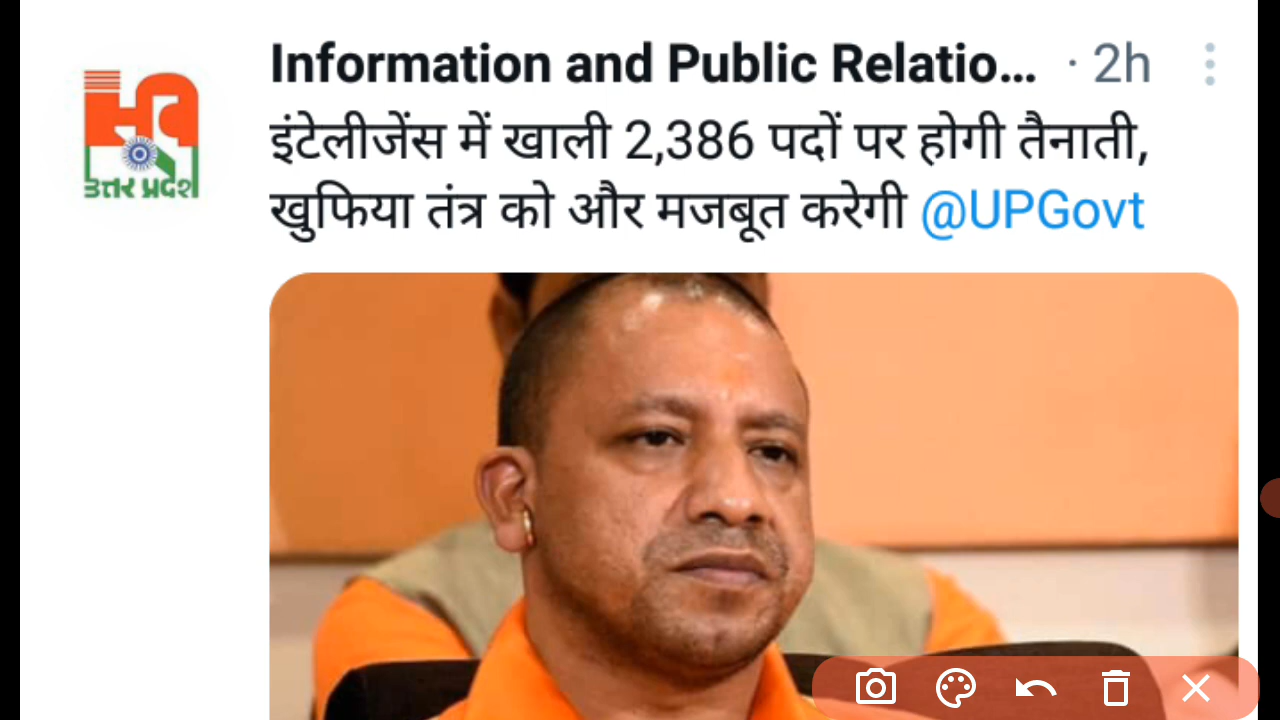 Information and Public Relatio... · 2h
इंटेलीजेंस में खाली 2,386 पदों पर होगी तैनाती,
खुफिया तंत्र को और मजबूत करेगी @UPGovt
उत्तर प्रदेश